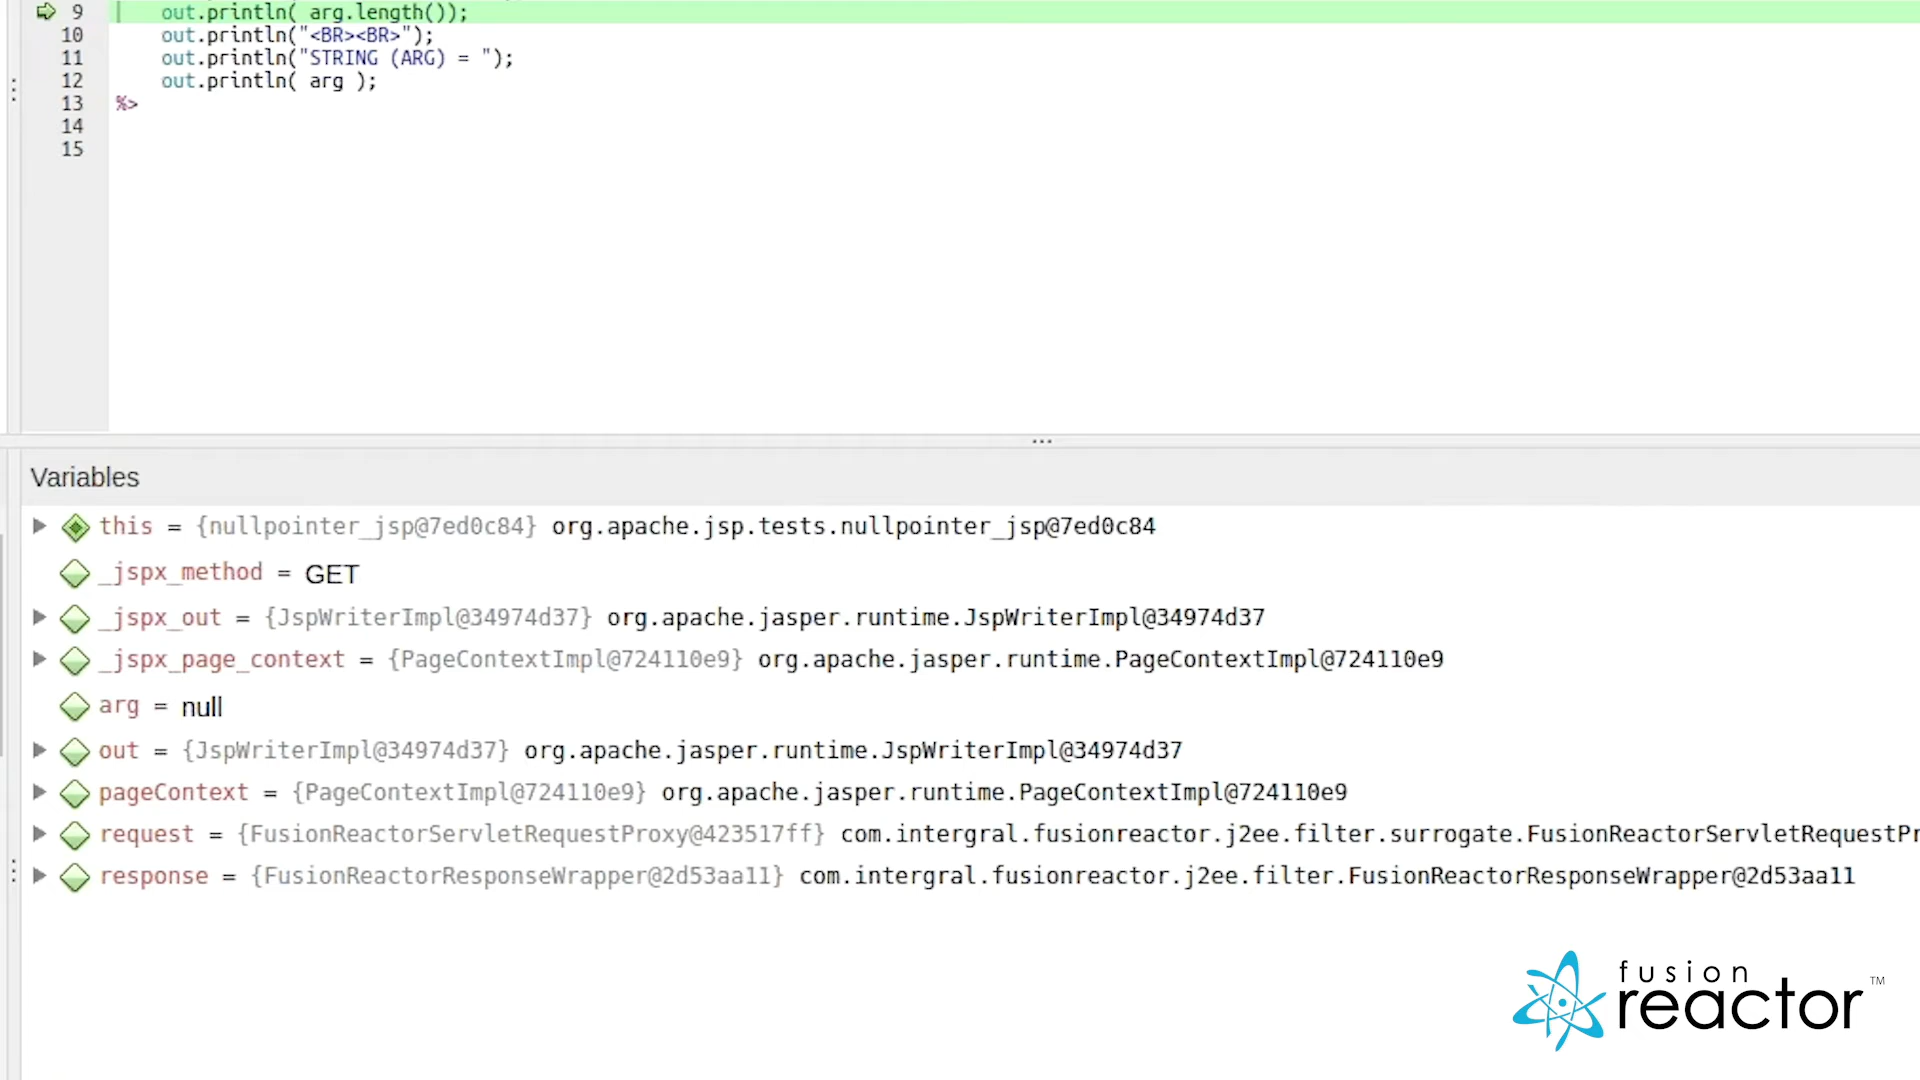 9 out.println( arg.length());
10 out.println("<BR><BR>");
11 out.println("STRING (ARG) = ");
12 out.println( arg );
13 %>
14
15
Variables
this = {nullpointer_jsp@7ed0c84} org.apache.jsp.tests.nullpointer_jsp@7ed0c84
_jspx_method = GET
_jspx_out = {JspWriterImpl@34974d37} org.apache.jasper.runtime.JspWriterImpl@34974d37
_jspx_page_context = {PageContextImpl@724110e9} org.apache.jasper.runtime.PageContextImpl@724110e9
arg = null
out = {JspWriterImpl@34974d37} org.apache.jasper.runtime.JspWriterImpl@34974d37
pageContext = {PageContextImpl@724110e9} org.apache.jasper.runtime.PageContextImpl@724110e9
request = {FusionReactorServletRequestProxy@423517ff} com.intergral.fusionreactor.j2ee.filter.surrogate.FusionReactorServletRequestPr
response = {FusionReactorResponseWrapper@2d53aa11} com.intergral.fusionreactor.j2ee.filter.FusionReactorResponseWrapper@2d53aa11
fusion
reactor™